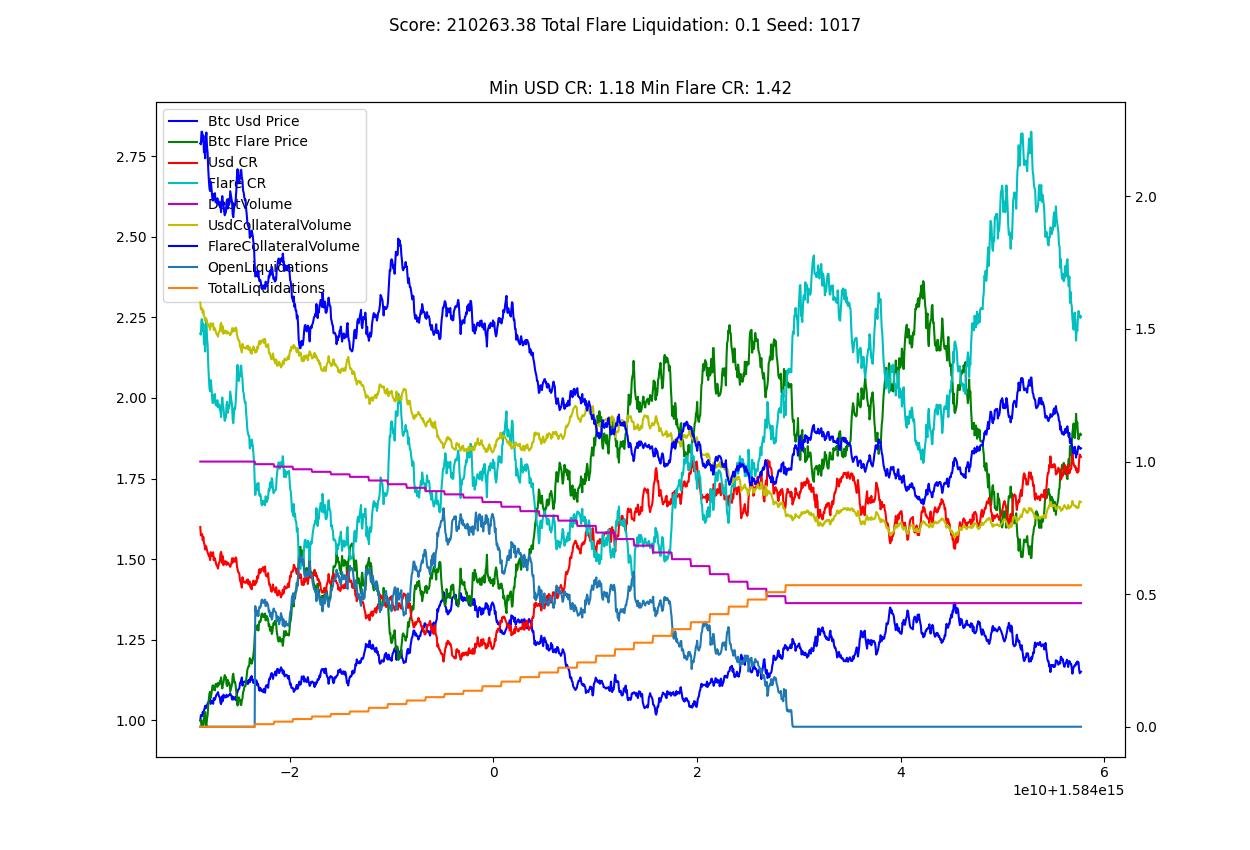 Score: 210263.38 Total Flare Liquidation: 0.1 Seed: 1017
Min USD CR: 1.18 Min Flare CR: 1.42
Btc Usd Price
Btc Flare Price
Usd CR
Flare CR
DebtVolume
UsdCollateralVolume
FlareCollateralVolume
OpenLiquidations
TotalLiquidations
2.75
2.50
2.25
2.00
1.75
1.50
1.25
1.00
2.0
1.5
1.0
0.5
0.0
−2
0
2
4
6
1e10+1.584e15